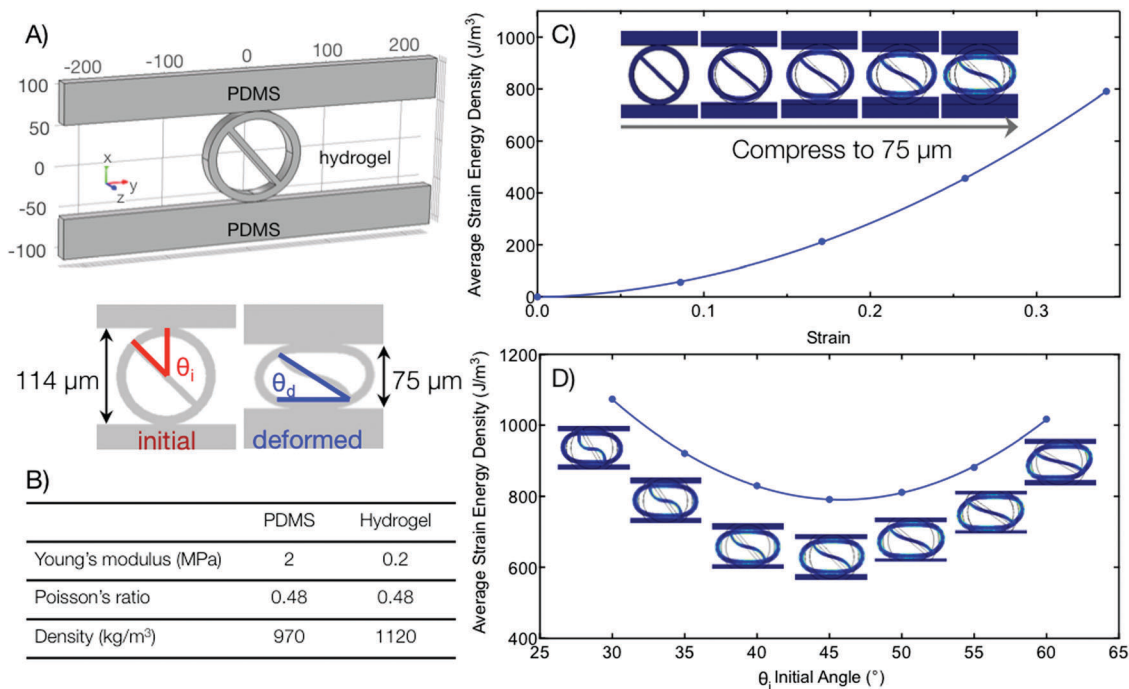 A)
-200
-100
0
100
200
100
50
0
-50
-100
PDMS
hydrogel
PDMS
x
y
z
114 μm
θi
initial
θd
deformed
75 μm
B)
PDMS Hydrogel
Young's modulus (MPa) 2 0.2
Poisson's ratio 0.48 0.48
Density (kg/m³) 970 1120
C)
Average Strain Energy Density (J/m³)
1000
800
600
400
200
0
0.0 0.1 0.2 0.3
Strain
Compress to 75 μm
D)
Average Strain Energy Density (J/m³)
1200
1000
800
600
400
25 30 35 40 45 50 55 60 65
θi Initial Angle (°)